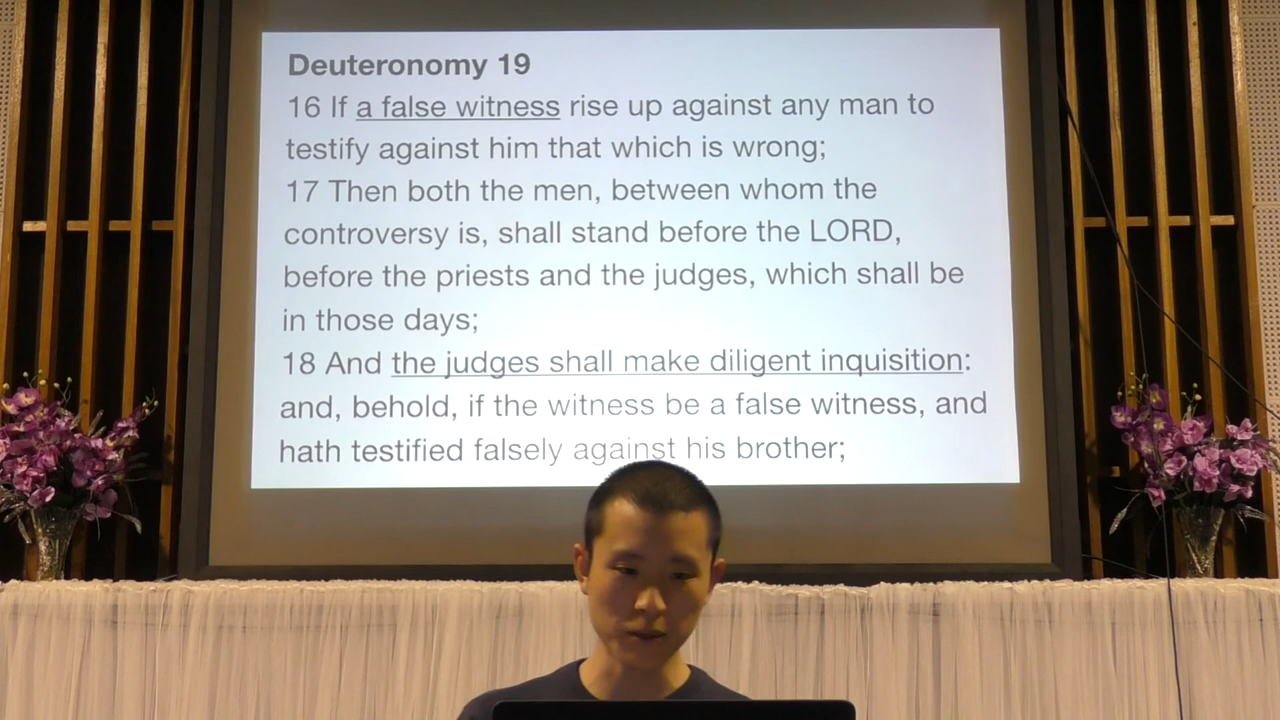 Deuteronomy 19
16 If a false witness rise up against any man to
testify against him that which is wrong;
17 Then both the men, between whom the
controversy is, shall stand before the LORD,
before the priests and the judges, which shall be
in those days;
18 And the judges shall make diligent inquisition:
and, behold, if the witness be a false witness, and
hath testified falsely against his brother;